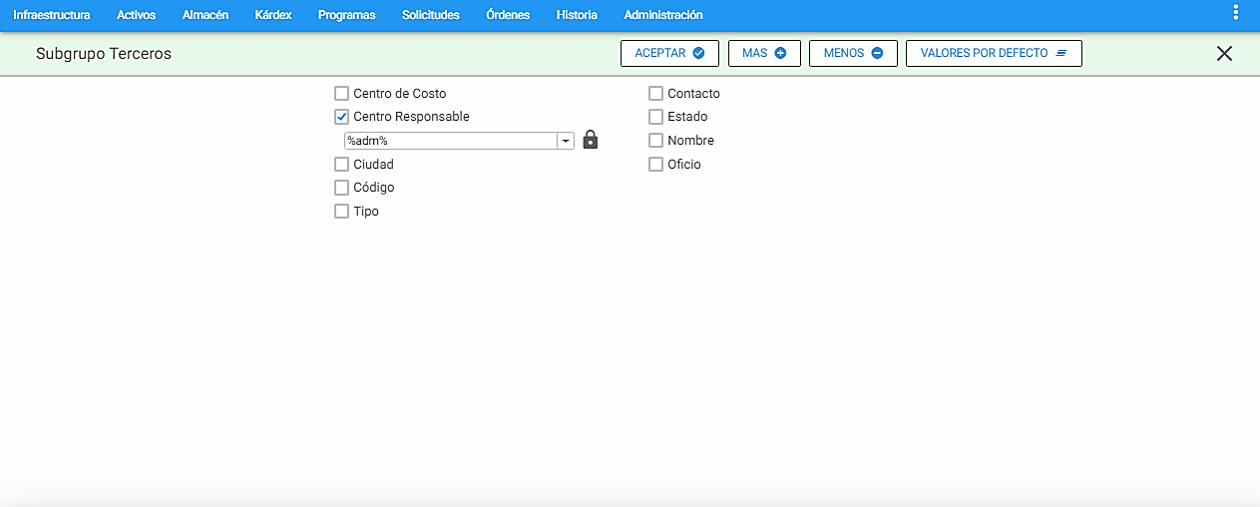 Infraestructura Activos Almacén Kárdex Programas Solicitudes Órdenes Historia Administración
Subgrupo Terceros ACEPTAR MAS MENOS VALORES POR DEFECTO
Centro de Costo Contacto
Centro Responsable Estado
%adm% Nombre
Ciudad Oficio
Código
Tipo